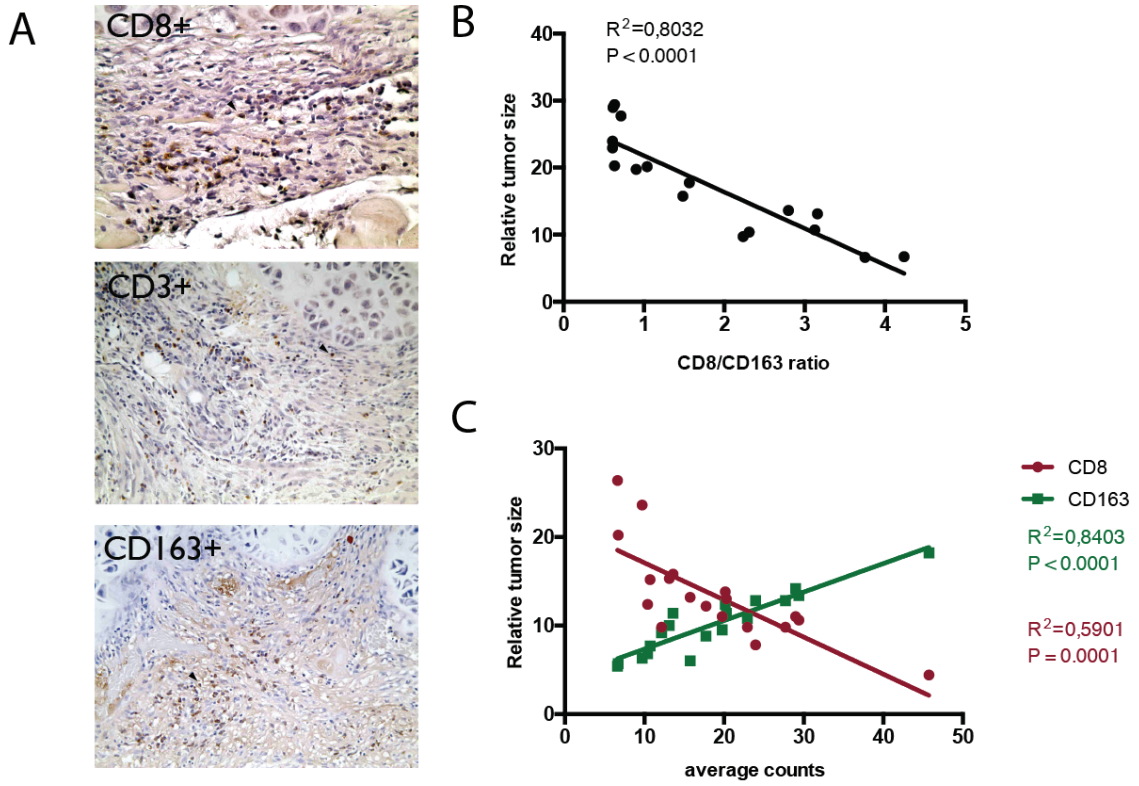 A
CD8+
CD3+
CD163+
B
R²=0,8032
P < 0.0001
Relative tumor size
40
30
20
10
0
0 1 2 3 4 5
CD8/CD163 ratio
C
Relative tumor size
30
20
10
0
0 10 20 30 40 50
average counts
CD8
CD163
R²=0,8403
P < 0.0001
R²=0,5901
P = 0.0001